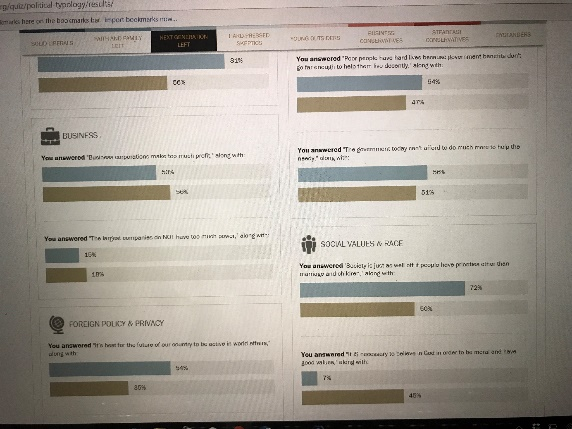 rg/quiz/political-typology/results/
marks here on the bookmarks bar. Import bookmarks now...
SOLID LIBERALS
FAITH AND FAMILY
LEFT
NEXT GENERATION
LEFT
HARD-PRESSED
SKEPTICS
YOUNG OUTSIDERS
BUSINESS
CONSERVATIVES
STEADFAST
CONSERVATIVES
BYSTANDERS
81%
56%
BUSINESS
You answered "Business corporations make too much profit," along with:
50%
56%
You answered "The largest companies do NOT have too much power," along with:
15%
18%
FOREIGN POLICY & PRIVACY
You answered "It's best for the future of our country to be active in world affairs,"
along with:
54%
35%
You answered "Poor people have hard lives because government benefits don't
go far enough to help them live decently," along with:
54%
47%
You answered "The government today can't afford to do much more to help the
needy," along with:
56%
51%
SOCIAL VALUES & RACE
You answered "Society is just as well off if people have priorities other than
marriage and children," along with:
72%
50%
You answered "It IS necessary to believe in God in order to be moral and have
good values," along with:
7%
45%